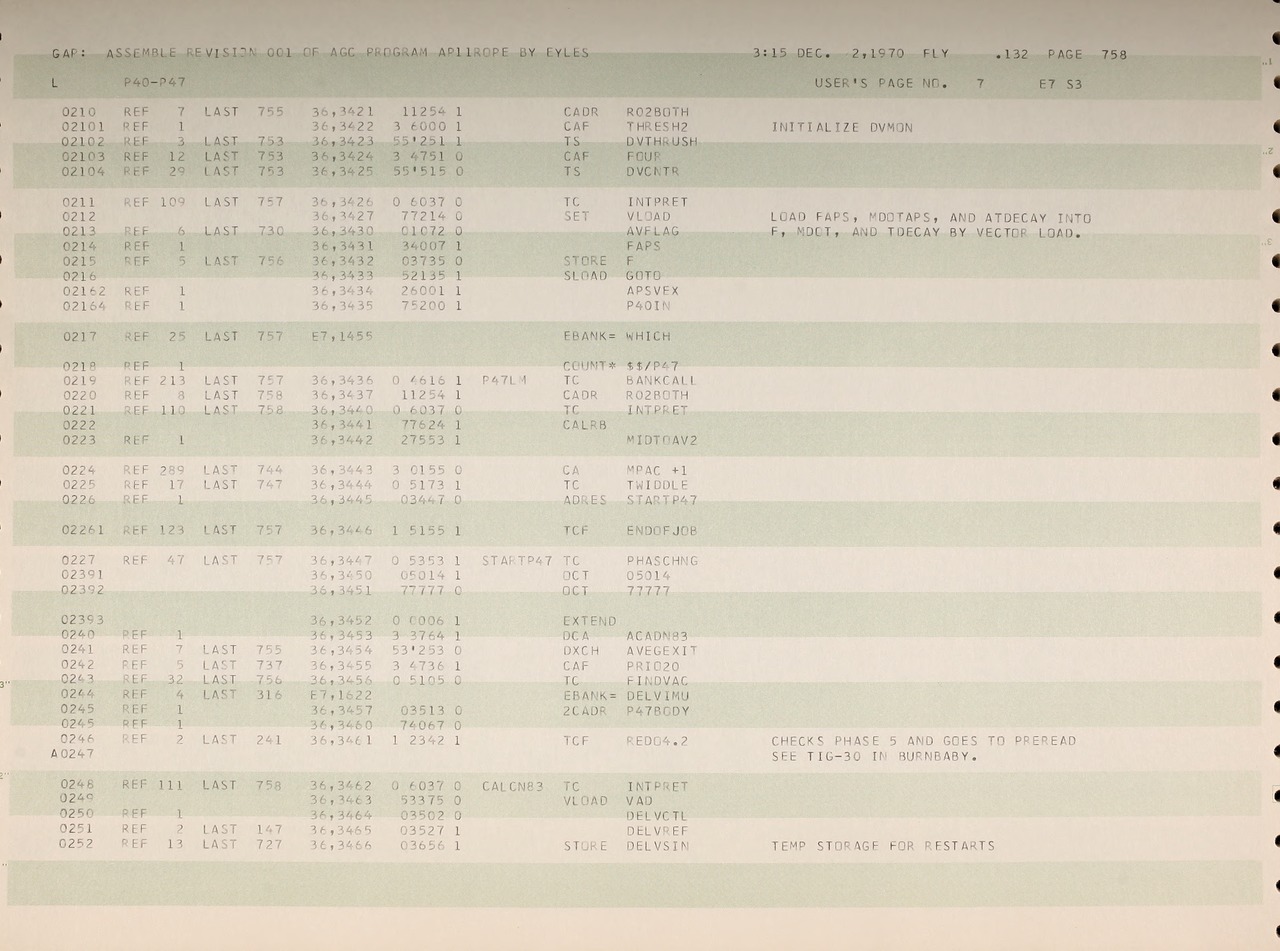 GAP: ASSEMBLE REVISION 001 OF AGC PROGRAM AP11ROPE BY EYLES 3:15 DEC. 2,1970 FLY .132 PAGE 758
L P40-P47 USER'S PAGE NO. 7 E7 S3
0210 REF 7 LAST 755 36,3421 11254 1 CADR R02BOTH
02101 REF 1 36,3422 3 6000 1 CAF THRESH2 INITIALIZE DVMON
02102 REF 3 LAST 753 36,3423 55'251 1 TS DVTHRUSH
02103 REF 12 LAST 753 36,3424 3 4751 0 CAF FOUR
02104 REF 29 LAST 753 36,3425 55'515 0 TS DVCNTR
0211 REF 109 LAST 757 36,3426 0 6037 0 TC INTPRET
0212 36,3427 77214 0 SET VLOAD LOAD FAPS, MDOTAPS, AND ATDECAY INTO
0213 REF 6 LAST 730 36,3430 01072 0 AVFLAG F, MDOT, AND TDECAY BY VECTOR LOAD.
0214 REF 1 36,3431 34007 1 FAPS
0215 REF 5 LAST 756 36,3432 03735 0 STORE F
0216 36,3433 52135 1 SLOAD GOTO
02162 REF 1 36,3434 26001 1 APSVEX
02164 REF 1 36,3435 75200 1 P40IN
0217 REF 25 LAST 757 E7,1455 EBANK= WHICH
0218 REF 1 COUNT* $$/P47
0219 REF 213 LAST 757 36,3436 0 4616 1 P47LM TC BANKCALL
0220 REF 8 LAST 758 36,3437 11254 1 CADR R02BOTH
0221 REF 110 LAST 758 36,3440 0 6037 0 TC INTPRET
0222 36,3441 77624 1 CALRB
0223 REF 1 36,3442 27553 1 MIDTOAV2
0224 REF 289 LAST 744 36,3443 3 0155 0 CA MPAC +1
0225 REF 17 LAST 747 36,3444 0 5173 1 TC TWIDDLE
0226 REF 1 36,3445 03447 0 ADRES STARTP47
02261 REF 123 LAST 757 36,3446 1 5155 1 TCF ENDOFJOB
0227 REF 47 LAST 757 36,3447 0 5353 1 STARTP47 TC PHASCHNG
02391 36,3450 05014 1 OCT 05014
02392 36,3451 77777 0 OCT 77777
02393 36,3452 0 0006 1 EXTEND
0240 REF 1 36,3453 3 3764 1 DCA ACADN83
0241 REF 7 LAST 755 36,3454 53'253 0 DXCH AVEGEXIT
0242 REF 5 LAST 737 36,3455 3 4736 1 CAF PRIO20
0243 REF 32 LAST 756 36,3456 0 5105 0 TC FINDVAC
0244 REF 4 LAST 316 E7,1622 EBANK= DELVIMU
0245 REF 1 36,3457 03513 0 2CADR P47BODY
0245 REF 1 36,3460 74067 0
0246 REF 2 LAST 241 36,3461 1 2342 1 TCF REDO4.2 CHECKS PHASE 5 AND GOES TO PREREAD
A0247 SEE TIG-30 IN BURNBABY.
0248 REF 111 LAST 758 36,3462 0 6037 0 CALCN83 TC INTPRET
0249 36,3463 53375 0 VLOAD VAD
0250 REF 1 36,3464 03502 0 DELVCTL
0251 REF 2 LAST 147 36,3465 03527 1 DELVREF
0252 REF 13 LAST 727 36,3466 03656 1 STORE DELVSIN TEMP STORAGE FOR RESTARTS